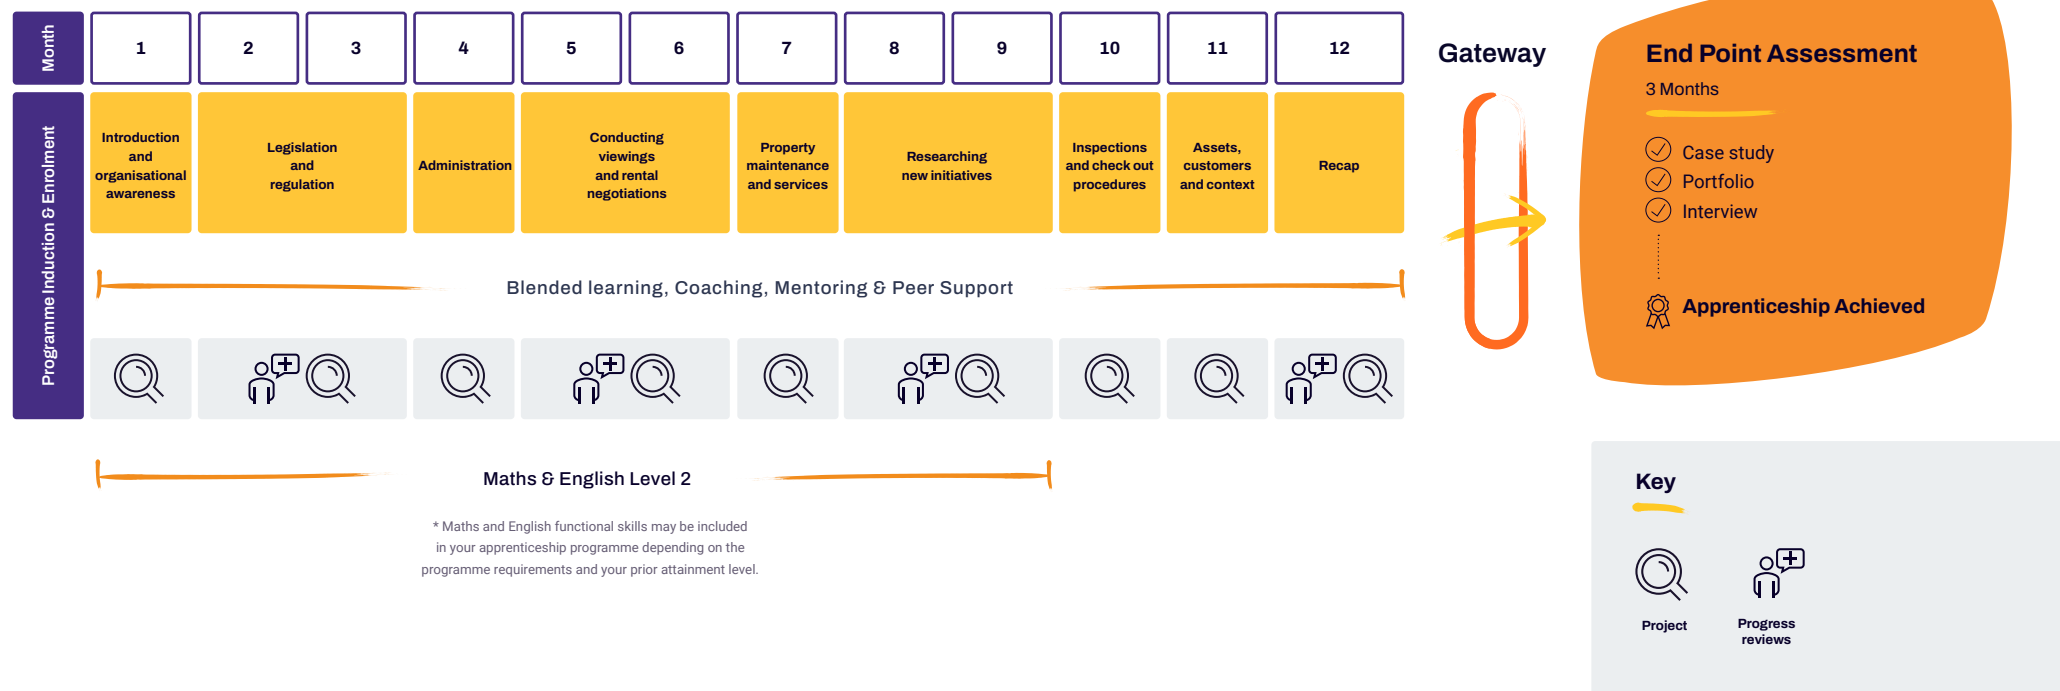 Month
1
2
3
4
5
6
7
8
9
10
11
12
Programme Induction & Enrolment
Introduction
and
organisational
awareness
Legislation
and
regulation
Administration
Conducting
viewings
and rental
negotiations
Property
maintenance
and services
Researching
new initiatives
Inspections
and check out
procedures
Assets,
customers
and context
Recap
Blended learning, Coaching, Mentoring & Peer Support
Maths & English Level 2
* Maths and English functional skills may be included
in your apprenticeship programme depending on the
programme requirements and your prior attainment level.
Gateway
End Point Assessment
3 Months
Case study
Portfolio
Interview
Apprenticeship Achieved
Key
Project
Progress
reviews